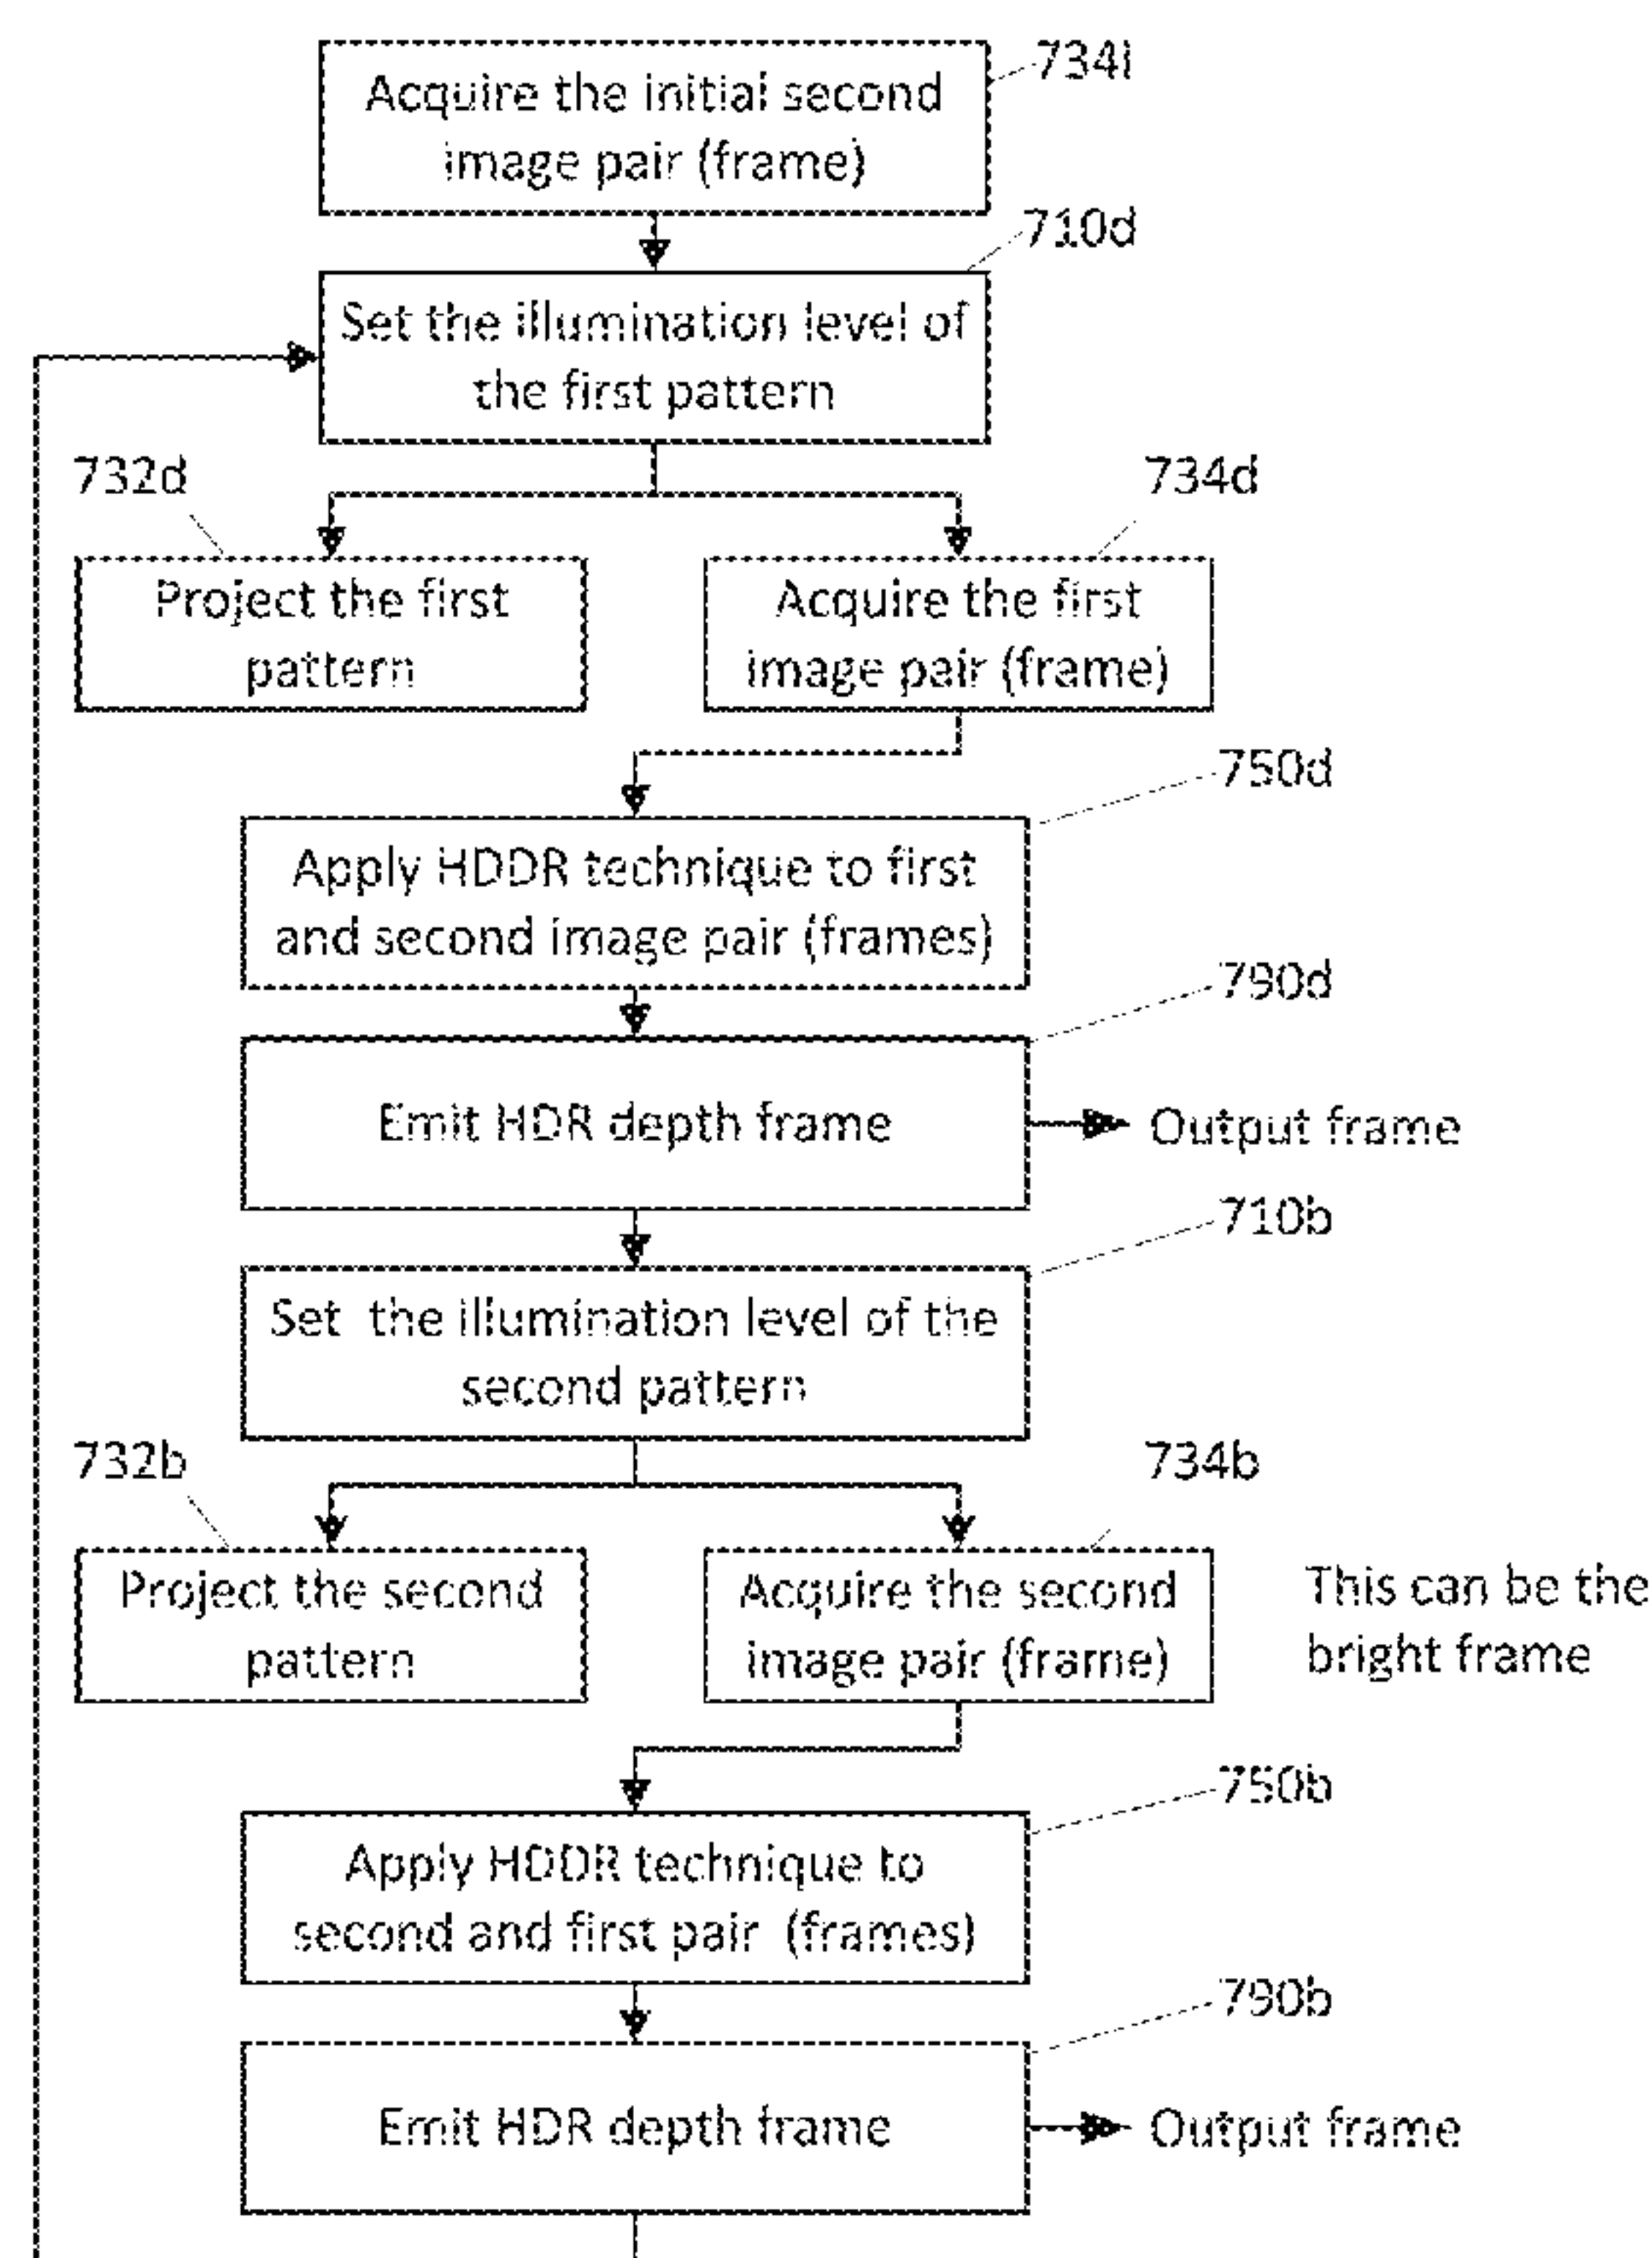 Acquire the initial second
image pair (frame)
734i
710d
Set the illumination level of
the first pattern
732d
734d
Project the first
pattern
Acquire the first
image pair (frame)
750d
Apply HDDR technique to first
and second image pair (frames)
790d
Emit HDR depth frame
Output frame
710b
Set the illumination level of the
second pattern
732b
734b
Project the second
pattern
Acquire the second
image pair (frame)
This can be the
bright frame
750b
Apply HDDR technique to
second and first pair (frames)
790b
Emit HDR depth frame
Output frame